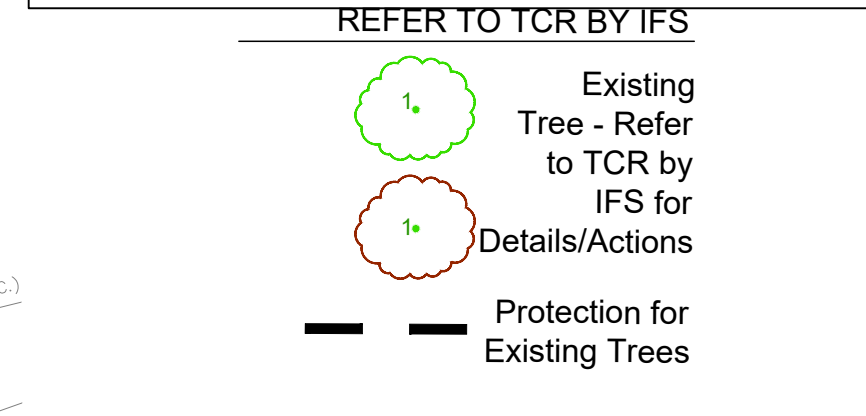 REFER TO TCR BY IFS
1
Existing
Tree - Refer
to TCR by
IFS for
Details/Actions
1
Protection for
Existing Trees
c.)